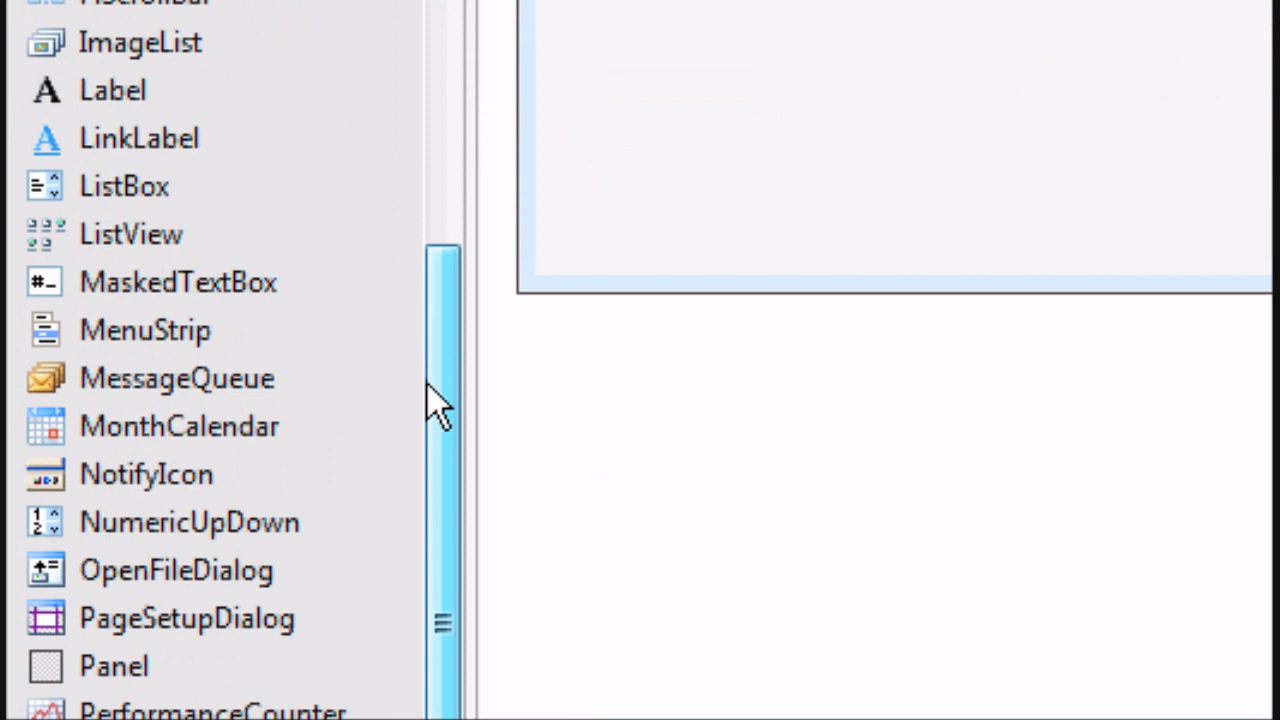 ImageList
Label
LinkLabel
ListBox
ListView
MaskedTextBox
MenuStrip
MessageQueue
MonthCalendar
NotifyIcon
NumericUpDown
OpenFileDialog
PageSetupDialog
Panel
PerformanceCounter